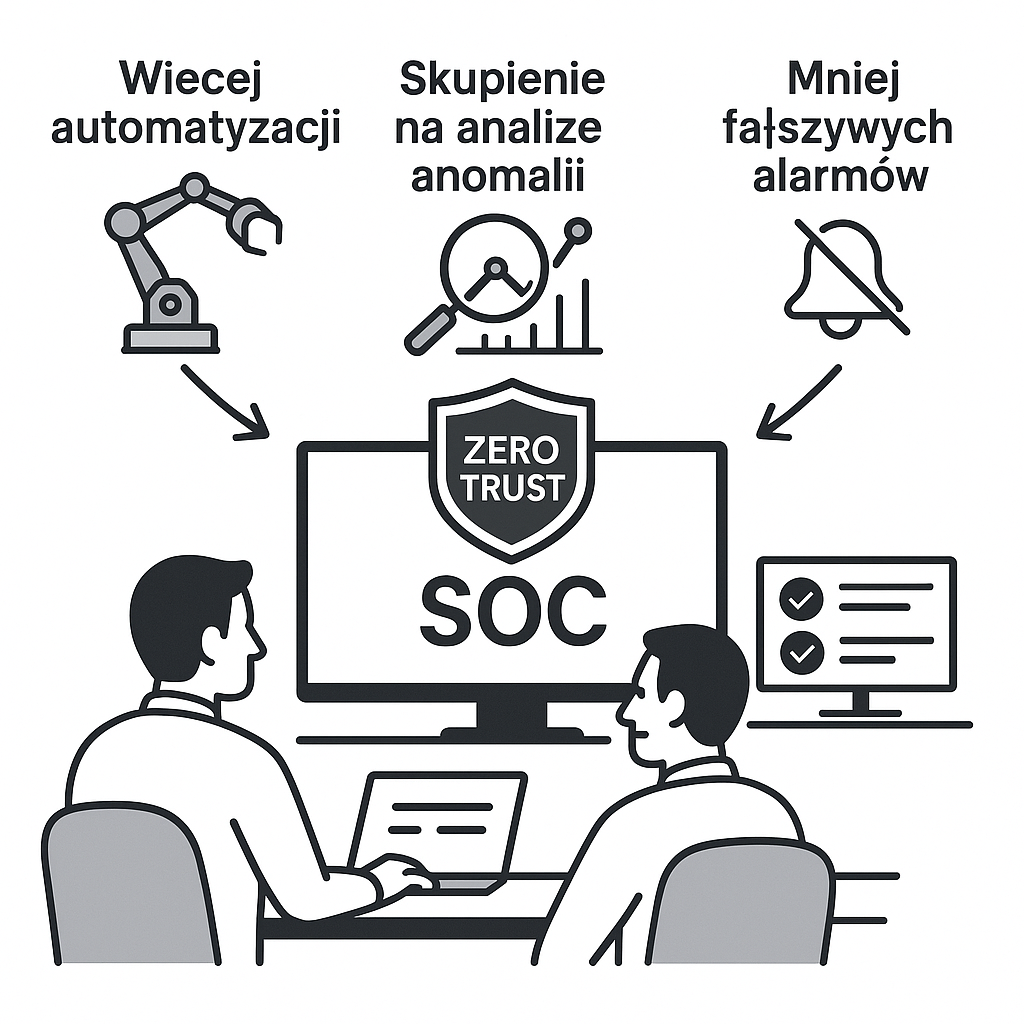 Wiecej
automatyzacji
Skupienie
na analize
anomalii
Mniej
fałszywych
alarmów
ZERO
TRUST
SOC